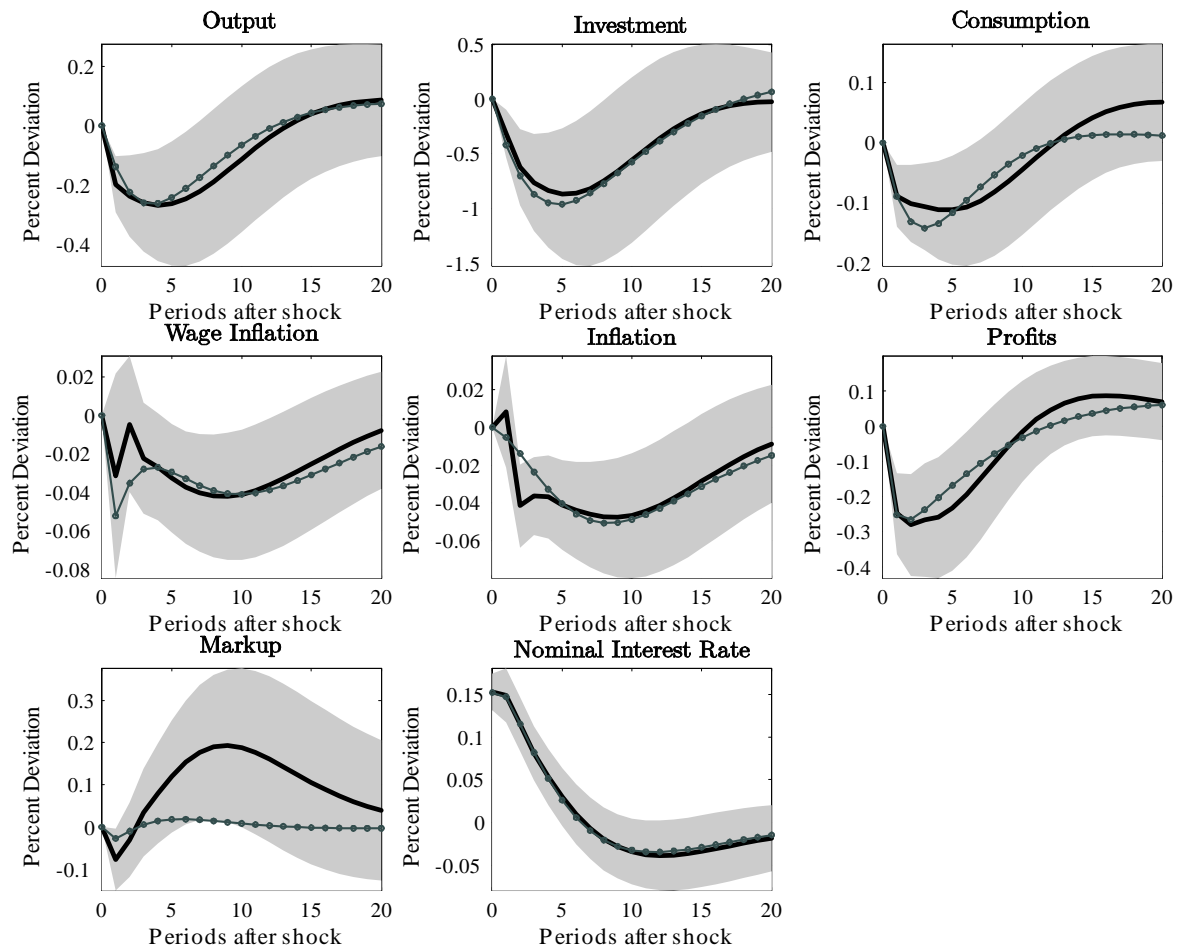 Output
Percent Deviation
0.2
0
-0.2
-0.4
0 5 10 15 20
Periods after shock
Investment
Percent Deviation
0.5
0
-0.5
-1
-1.5
0 5 10 15 20
Periods after shock
Consumption
Percent Deviation
0.1
0
-0.1
-0.2
0 5 10 15 20
Periods after shock
Wage Inflation
Percent Deviation
0.02
0
-0.02
-0.04
-0.06
-0.08
0 5 10 15 20
Periods after shock
Inflation
Percent Deviation
0.02
0
-0.02
-0.04
-0.06
0 5 10 15 20
Periods after shock
Profits
Percent Deviation
0.1
0
-0.1
-0.2
-0.3
-0.4
0 5 10 15 20
Periods after shock
Markup
Percent Deviation
0.3
0.2
0.1
0
-0.1
0 5 10 15 20
Periods after shock
Nominal Interest Rate
Percent Deviation
0.15
0.1
0.05
0
-0.05
0 5 10 15 20
Periods after shock